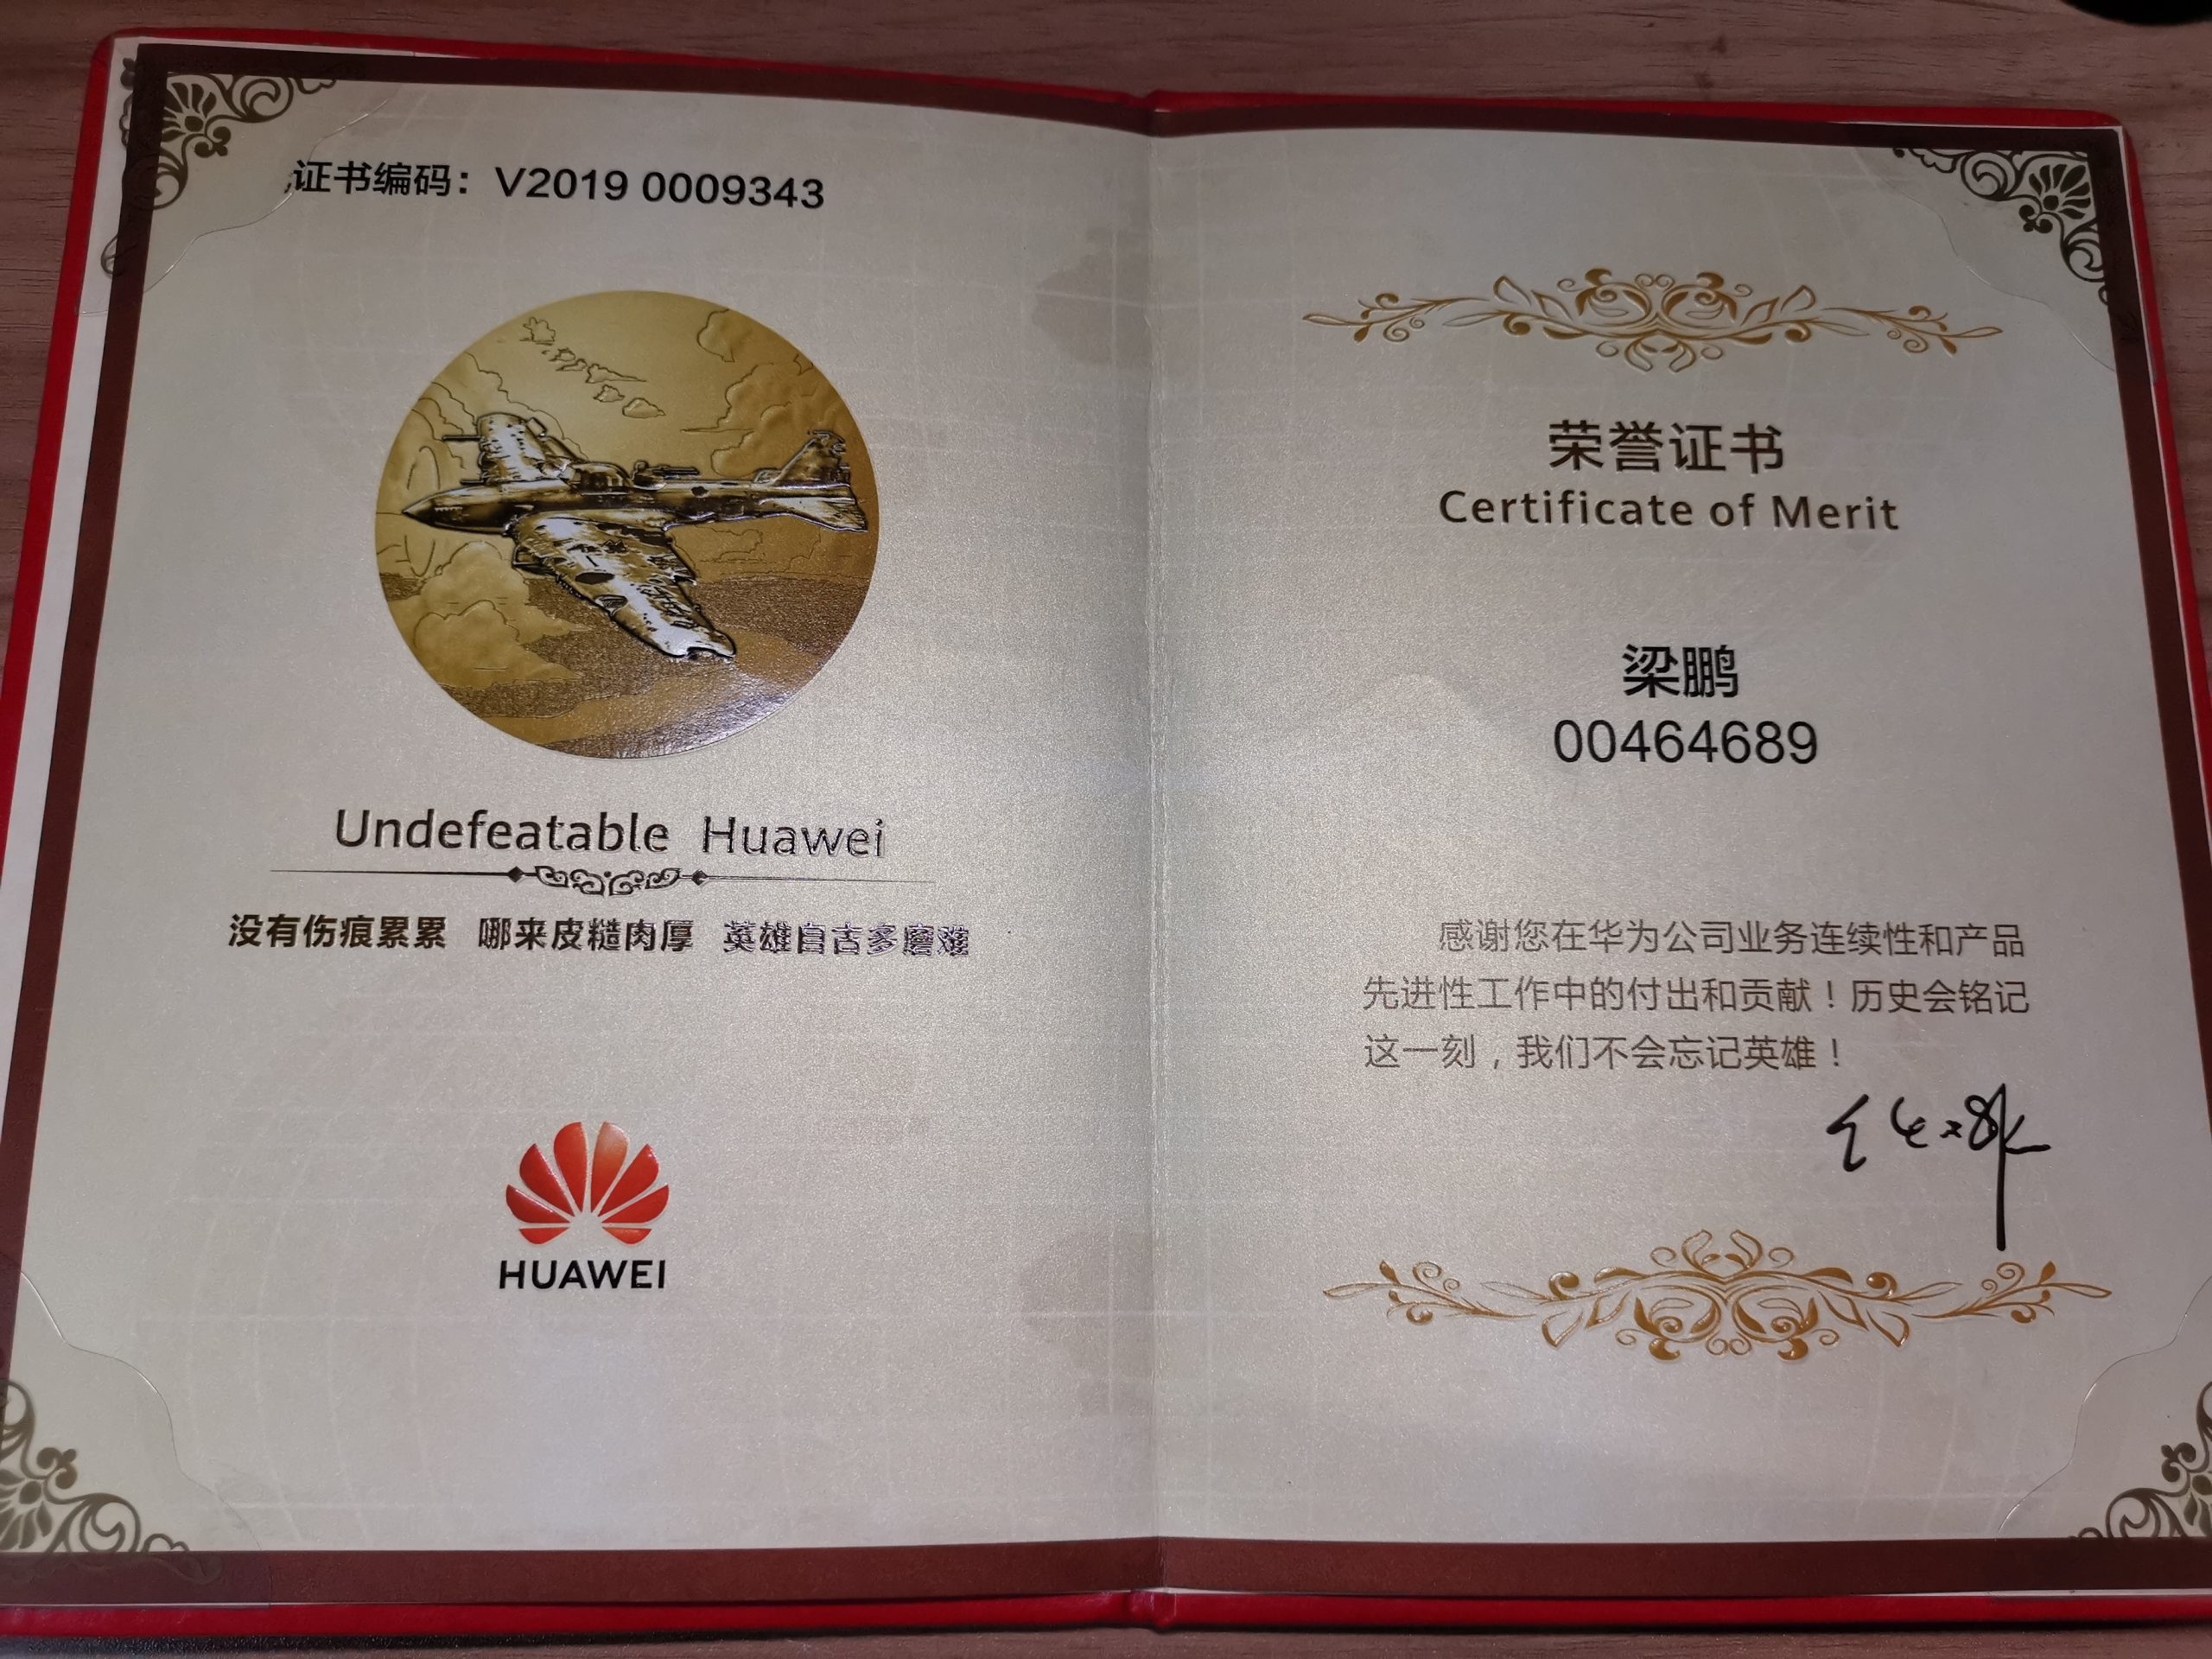 证书编码：V2019 0009343
Undefeatable Huawei
没有伤痕累累 哪来皮糙肉厚 英雄自古多磨难
HUAWEI
荣誉证书
Certificate of Merit
梁鹏
00464689
感谢您在华为公司业务连续性和产品
先进性工作中的付出和贡献！历史会铭记
这一刻，我们不会忘记英雄！